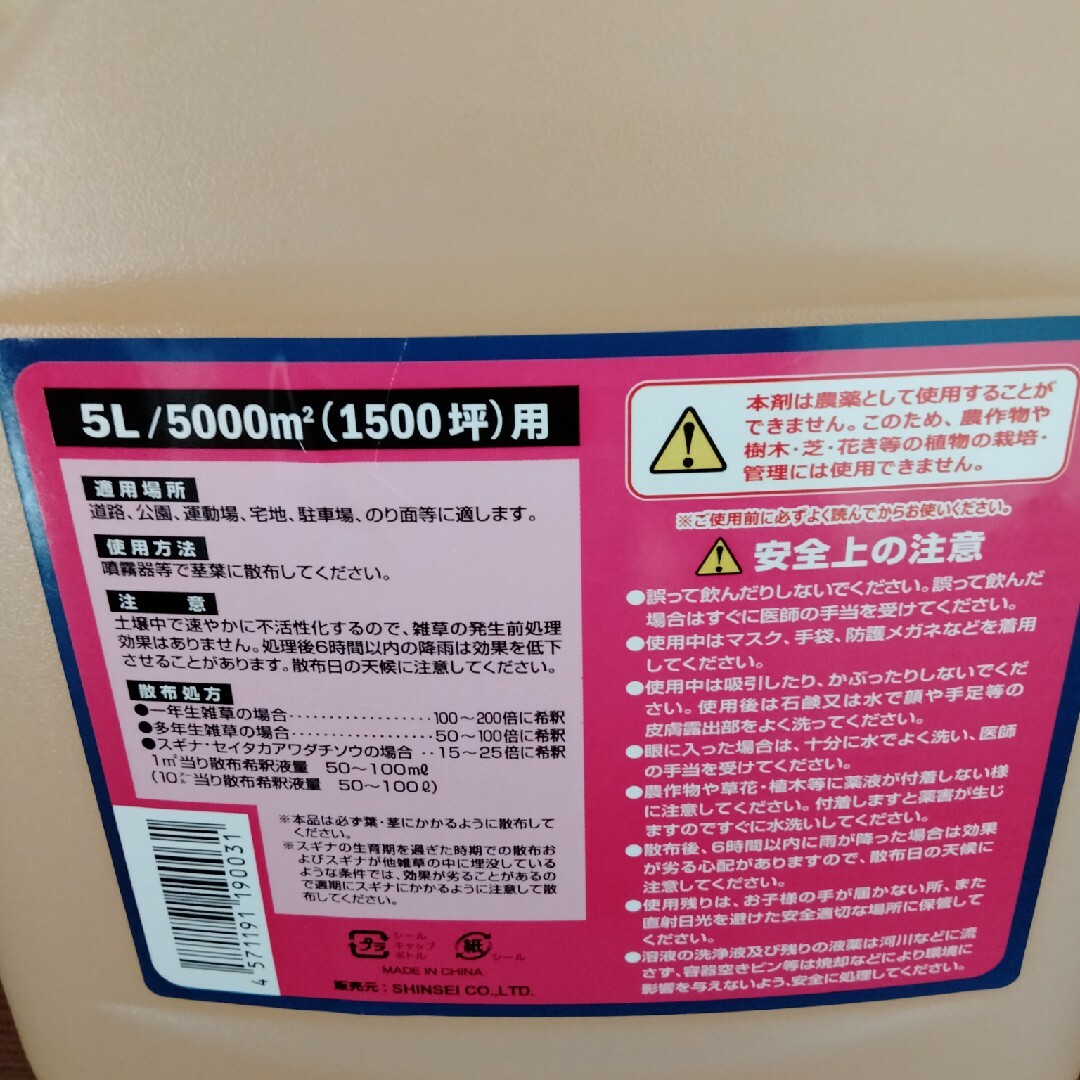 5L/5000m²(1500坪)用
適用場所
道路、公園、運動場、宅地、駐車場、のり面等に適します。
使用方法
噴霧器等で茎葉に散布してください。
注　意
土壌中で速やかに不活性化するので、雑草の発生前処理
効果はありません。処理後6時間以内の降雨は効果を低下
させることがあります。散布日の天候に注意してください。
散布処方
●一年生雑草の場合………………100〜200倍に希釈
●多年生雑草の場合………………50〜100倍に希釈
●スギナ・セイタカアワダチソウの場合‥15〜25倍に希釈
1㎡当り散布希釈液量　50〜100mℓ
(10アール当り散布希釈液量　50〜100ℓ)
※本品は必ず葉・茎にかかるように散布して
ください。
※スギナの生育期を過ぎた時期での散布お
よびスギナが他雑草の中に埋没している
ような条件では、効果が劣ることがあるの
で適期にスギナにかかるように注意して散
布してください。
4 571191 190031
プラ
シール
キャップ
ボトル
紙
シール
MADE IN CHINA
販売元：SHINSEI CO.,LTD.
本剤は農薬として使用することが
できません。このため、農作物や
樹木・芝・花き等の植物の栽培・
管理には使用できません。
※ご使用前に必ずよく読んでからお使いください。
安全上の注意
●誤って飲んだりしないでください。誤って飲んだ
場合はすぐに医師の手当を受けてください。
●使用中はマスク、手袋、防護メガネなどを着用
してください。
●使用中は吸引したり、かぶったりしないでくだ
さい。使用後は石鹸又は水で顔や手足等の
皮膚露出部をよく洗ってください。
●眼に入った場合は、十分に水でよく洗い、医師
の手当を受けてください。
●農作物や草花・植木等に薬液が付着しない様
に注意してください。付着しますと薬害が生じ
ますのですぐに水洗いしてください。
●散布後、6時間以内に雨が降った場合は効果
が劣る心配がありますので、散布日の天候に
注意してください。
●使用残りは、お子様の手が届かない所、また
直射日光を避けた安全適切な場所に保管して
ください。
●溶液の洗浄液及び残りの液薬は河川などに流
さず、容器空きビン等は焼却などにより環境に
影響を与えないよう、安全に処理してください。